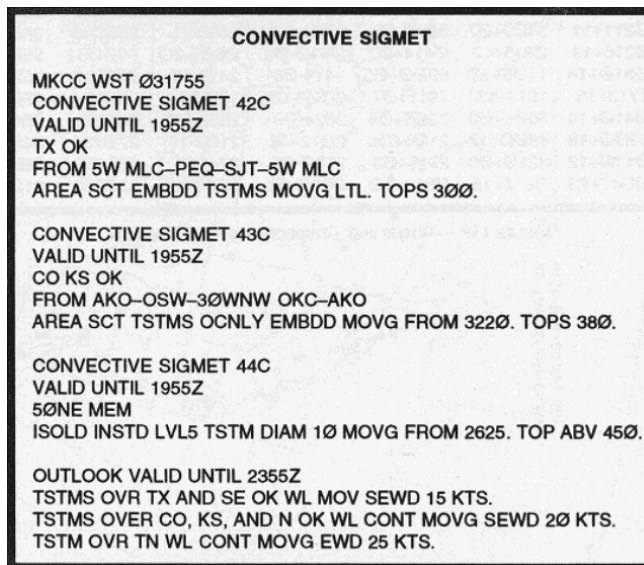 CONVECTIVE SIGMET
MKCC WST Ø31755
CONVECTIVE SIGMET 42C
VALID UNTIL 1955Z
TX OK
FROM 5W MLC–PEQ–SJT–5W MLC
AREA SCT EMBDD TSTMS MOVG LTL. TOPS 3ØØ.
CONVECTIVE SIGMET 43C
VALID UNTIL 1955Z
CO KS OK
FROM AKO–OSW–3ØWNW OKC–AKO
AREA SCT TSTMS OCNLY EMBDD MOVG FROM 322Ø. TOPS 38Ø.
CONVECTIVE SIGMET 44C
VALID UNTIL 1955Z
5ØNE MEM
ISOLD INSTD LVL5 TSTM DIAM 1Ø MOVG FROM 2625. TOP ABV 45Ø.
OUTLOOK VALID UNTIL 2355Z
TSTMS OVR TX AND SE OK WL MOV SEWD 15 KTS.
TSTMS OVER CO, KS, AND N OK WL CONT MOVG SEWD 2Ø KTS.
TSTM OVR TN WL CONT MOVG EWD 25 KTS.